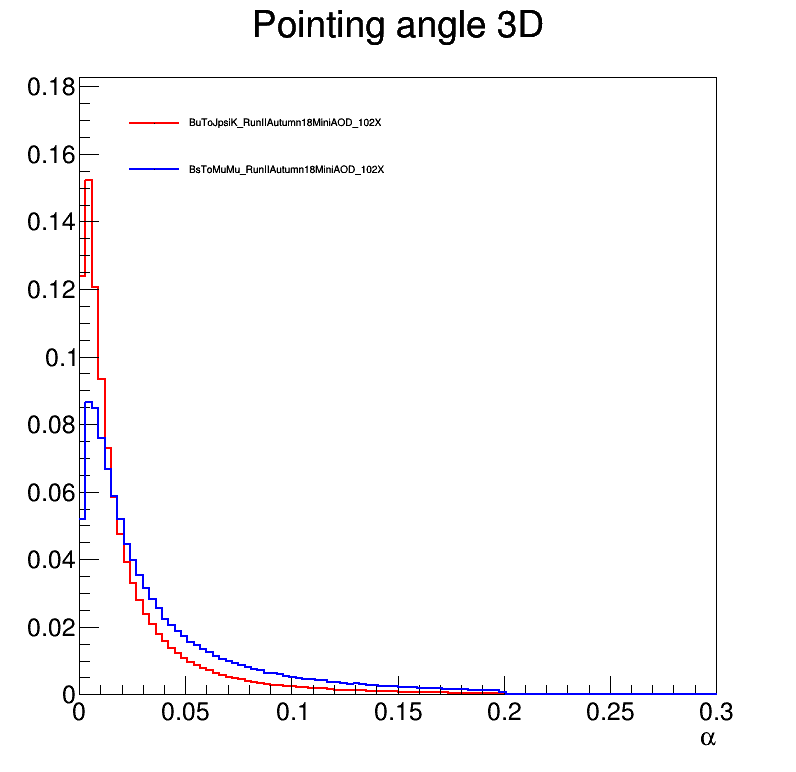 Pointing angle 3D
0.18
BuToJpsiK_RunIIAutumn18MiniAOD_102X
0.16
BsToMuMu_RunIIAutumn18MiniAOD_102X
0.14
0.12
0.1
0.08
0.06
0.04
0.02
0
0 0.05 0.1 0.15 0.2 0.25 0.3
α